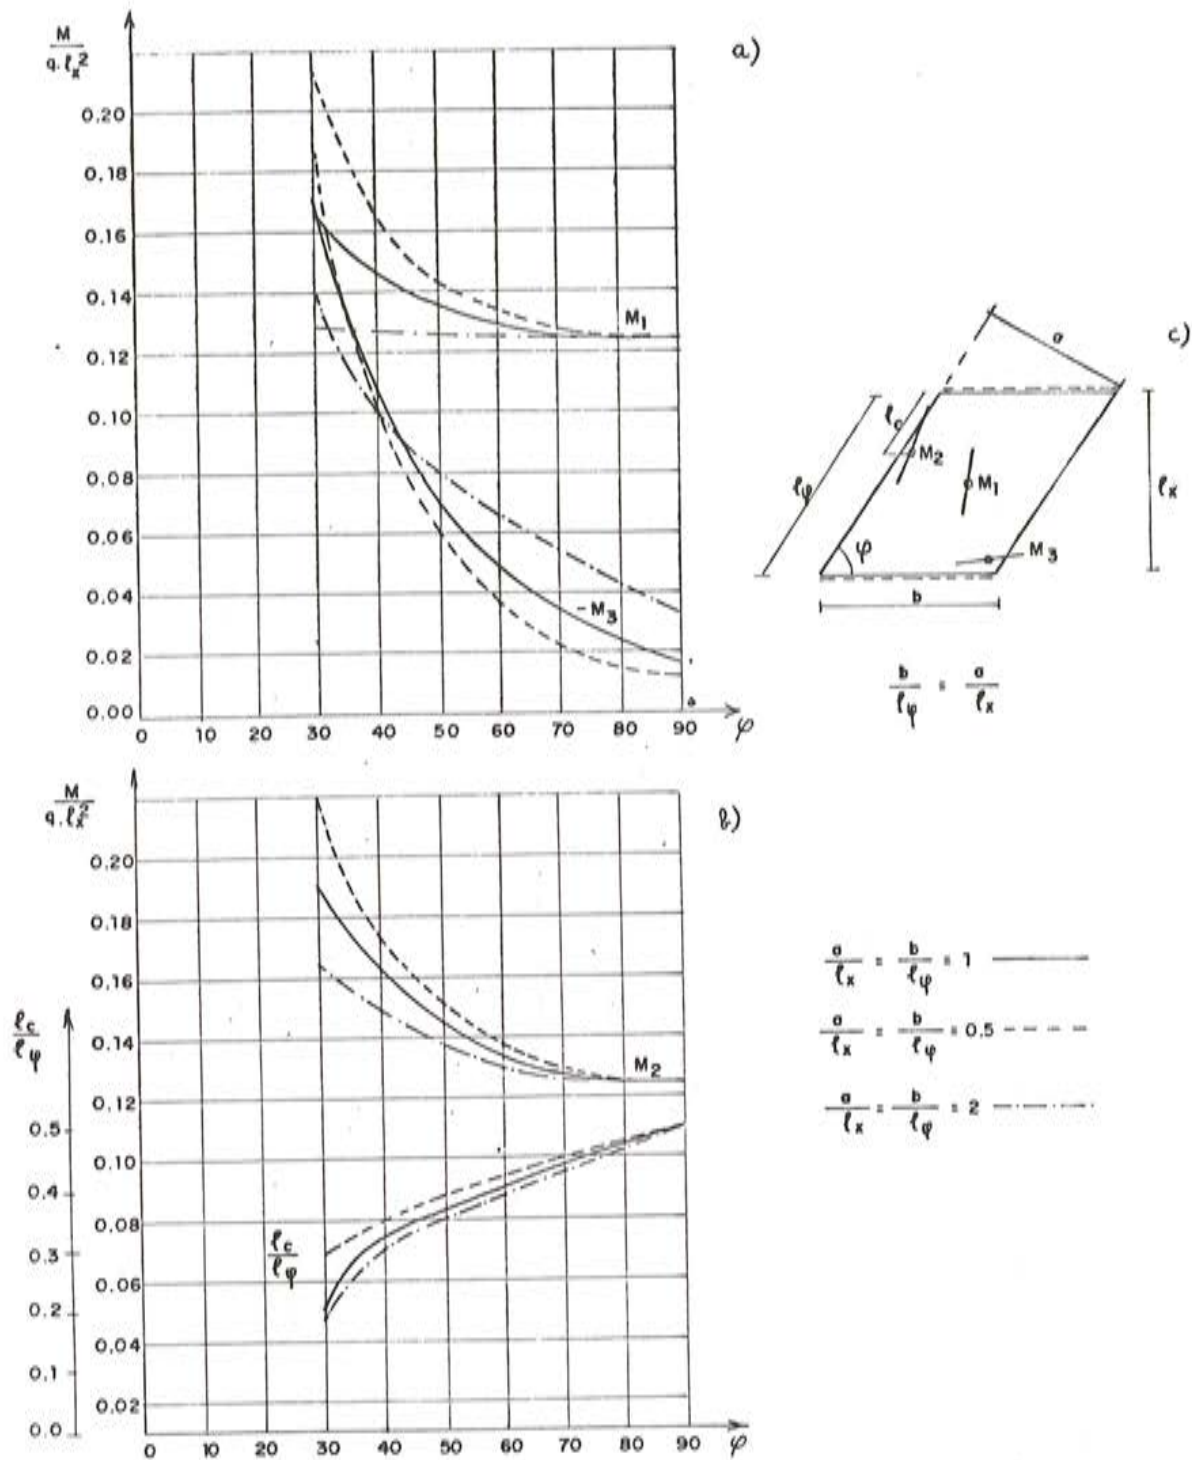 a)
M / q.ℓx²
0,20
0,18
0,16
0,14
0,12
0,10
0,08
0,06
0,04
0,02
0.00
M1
-M3
0 10 20 30 40 50 60 70 80 90 φ
c)
a
ℓc
M2
ℓφ
M1
ℓx
φ
M3
b
b / ℓφ = a / ℓx
b)
M / q.ℓx²
0,20
0,18
0,16
0,14
0,12
0,10
0,08
0,06
0,04
0,02
M2
ℓc / ℓφ
0.5
0.4
0.3
0.2
0,1
0.0
ℓc / ℓφ
0 10 20 30 40 50 60 70 80 90 φ
a / ℓx = b / ℓφ = 1
a / ℓx = b / ℓφ = 0.5
a / ℓx = b / ℓφ = 2